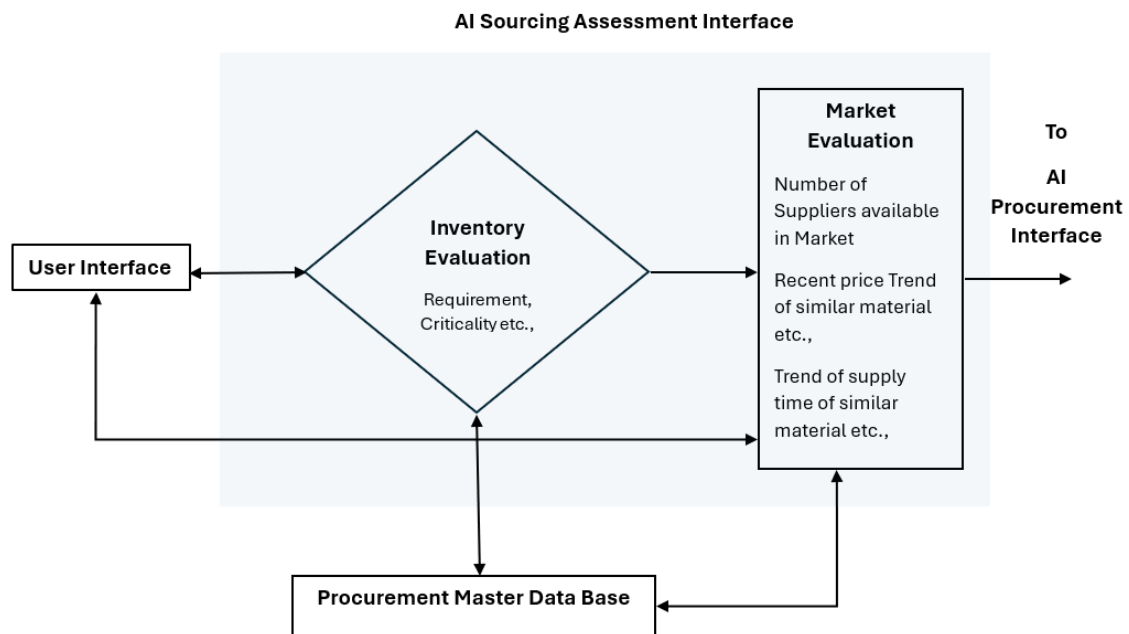 AI Sourcing Assessment Interface
User Interface
Inventory
Evaluation
Requirement,
Criticality etc.,
Market
Evaluation
Number of
Suppliers available
in Market
Recent price Trend
of similar material
etc.,
Trend of supply
time of similar
material etc.,
To
AI
Procurement
Interface
Procurement Master Data Base